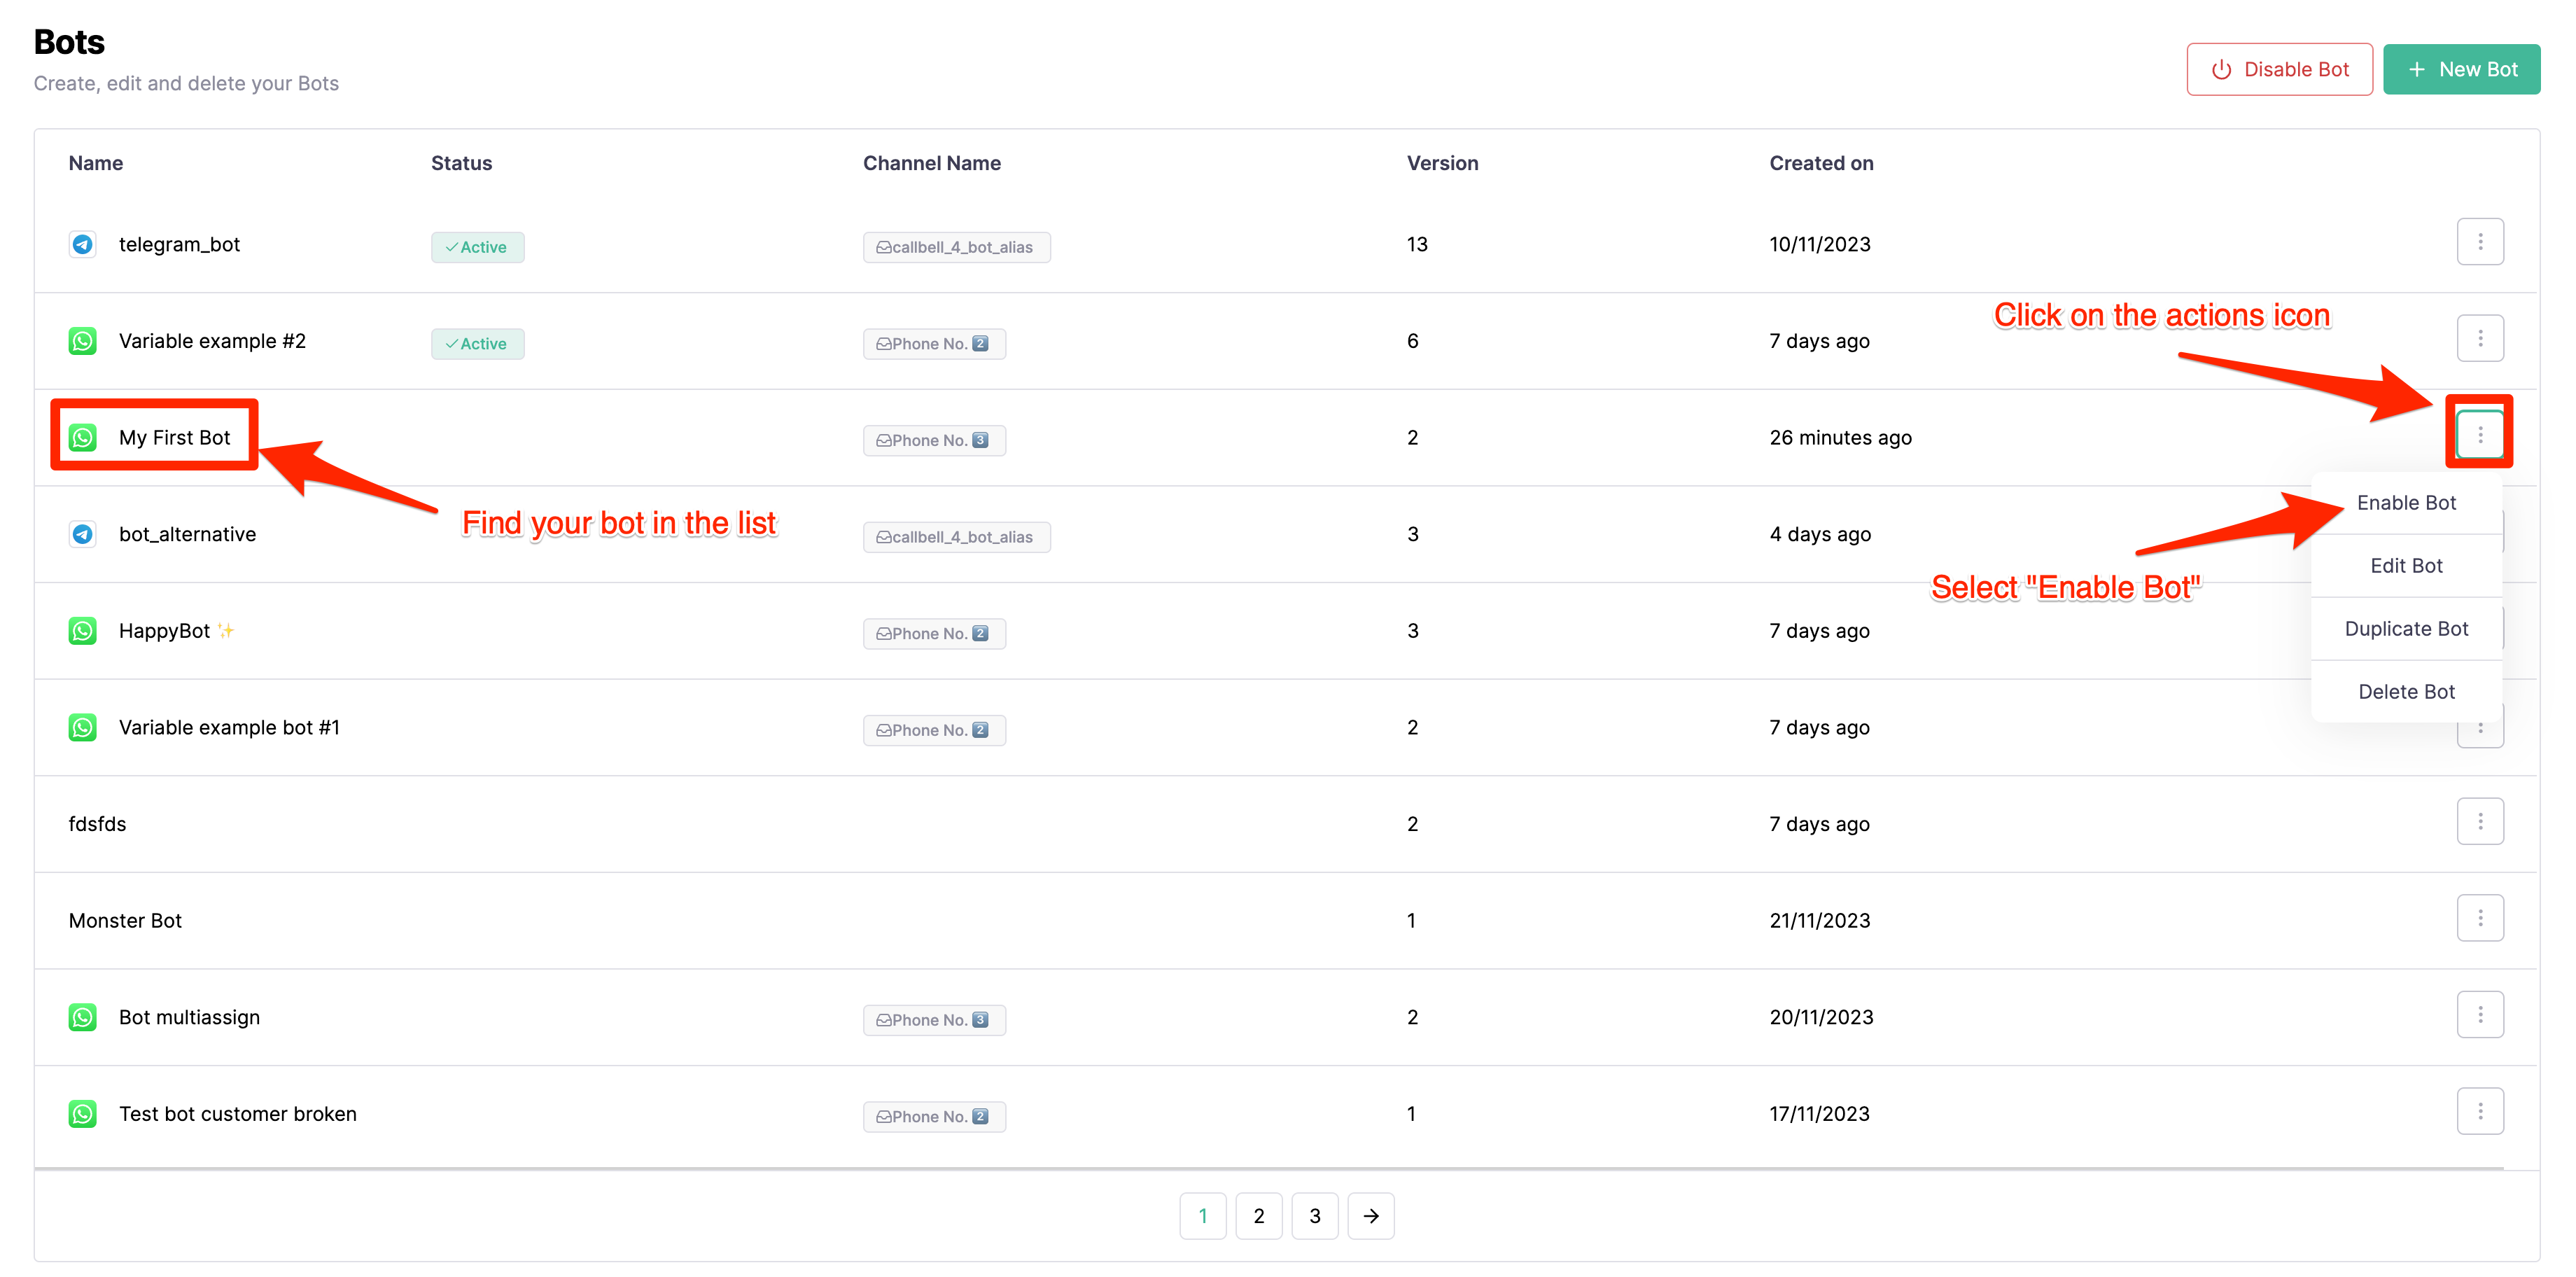 Bots
Create, edit and delete your Bots
Disable Bot
+ New Bot
Name Status Channel Name Version Created on
telegram_bot ✓Active callbell_4_bot_alias 13 10/11/2023
Variable example #2 ✓Active Phone No. 2️⃣ 6 7 days ago
Click on the actions icon
My First Bot Phone No. 3️⃣ 2 26 minutes ago
Find your bot in the list
Enable Bot
bot_alternative callbell_4_bot_alias 3 4 days ago
Edit Bot
Select "Enable Bot"
HappyBot ✨ Phone No. 2️⃣ 3 7 days ago
Duplicate Bot
Delete Bot
Variable example bot #1 Phone No. 2️⃣ 2 7 days ago
fdsfds 2 7 days ago
Monster Bot 1 21/11/2023
Bot multiassign Phone No. 3️⃣ 2 20/11/2023
Test bot customer broken Phone No. 2️⃣ 1 17/11/2023
1 2 3 →